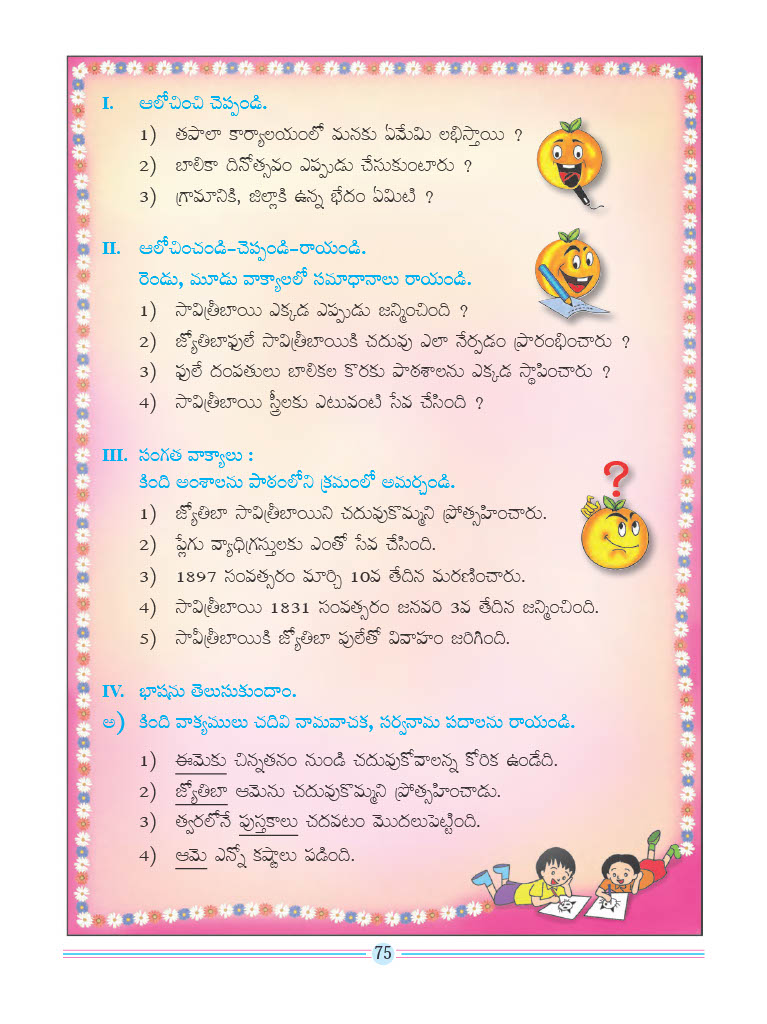 I. ఆలోచించి చెప్పండి.
1) తపాలా కార్యాలయంలో మనకు ఏమేమి లభిస్తాయి ?
2) బాలికా దినోత్సవం ఎప్పుడు చేసుకుంటారు ?
3) గ్రామానికి, జిల్లాకి ఉన్న భేదం ఏమిటి ?
II. ఆలోచించండి-చెప్పండి-రాయండి.
రెండు, మూడు వాక్యాలలో సమాధానాలు రాయండి.
1) సావిత్రీబాయి ఎక్కడ ఎప్పుడు జన్మించింది ?
2) జ్యోతిబాఫులే సావిత్రీబాయికి చదువు ఎలా నేర్పడం ప్రారంభించారు ?
3) ఫులే దంపతులు బాలికల కొరకు పాఠశాలను ఎక్కడ స్థాపించారు ?
4) సావిత్రీబాయి స్త్రీలకు ఎటువంటి సేవ చేసింది ?
III. సంగత వాక్యాలు :
కింది అంశాలను పాఠంలోని క్రమంలో అమర్చండి.
?
1) జ్యోతిబా సావిత్రీబాయిని చదువుకొమ్మని ప్రోత్సహించారు.
2) ప్లేగు వ్యాధిగ్రస్తులకు ఎంతో సేవ చేసింది.
3) 1897 సంవత్సరం మార్చి 10వ తేదిన మరణించారు.
4) సావిత్రీబాయి 1831 సంవత్సరం జనవరి 3వ తేదిన జన్మించింది.
5) సావీత్రీబాయికి జ్యోతిబా పులేతో వివాహం జరిగింది.
IV. భాషను తెలుసుకుందాం.
అ) కింది వాక్యములు చదివి నామవాచక, సర్వనామ పదాలను రాయండి.
1) ఈమెకు చిన్నతనం నుండి చదువుకోవాలన్న కోరిక ఉండేది.
2) జ్యోతిబా ఆమెను చదువుకొమ్మని ప్రోత్సహించాడు.
3) త్వరలోనే పుస్తకాలు చదవటం మొదలుపెట్టింది.
4) ఆమె ఎన్నో కష్టాలు పడింది.
75